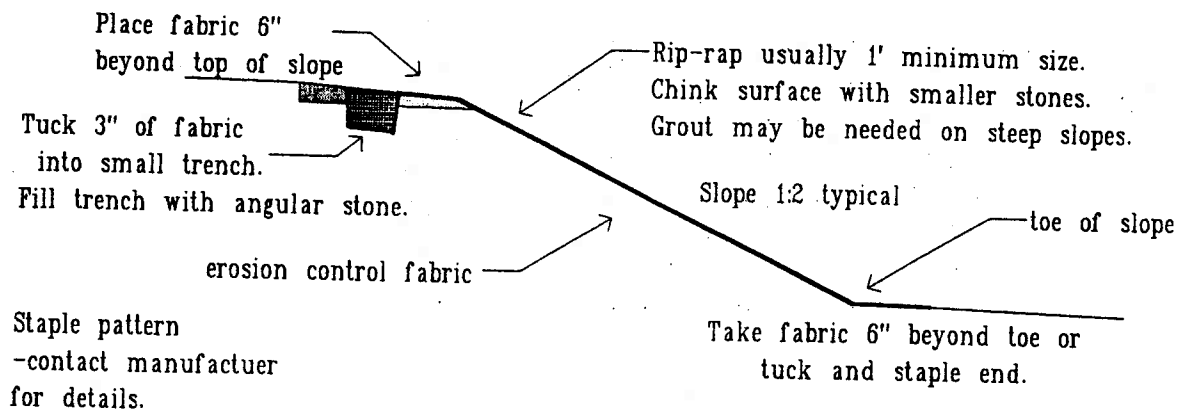 Place fabric 6"
beyond top of slope
Rip-rap usually 1' minimum size.
Chink surface with smaller stones.
Grout may be needed on steep slopes.
Tuck 3" of fabric
into small trench.
Fill trench with angular stone.
Slope 1:2 typical
toe of slope
erosion control fabric
Staple pattern
-contact manufactuer
for details.
Take fabric 6" beyond toe or
tuck and staple end.